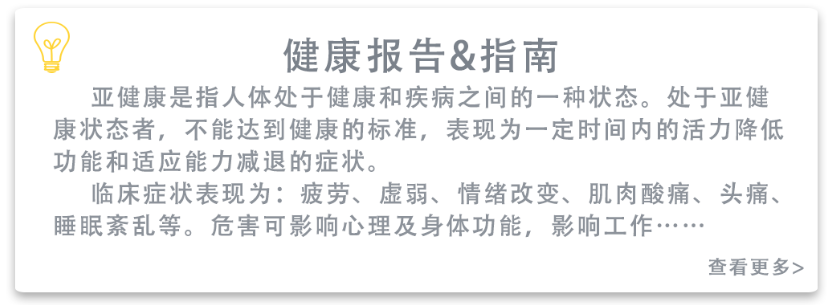 健康报告&指南
亚健康是指人体处于健康和疾病之间的一种状态。处于亚健
康状态者，不能达到健康的标准，表现为一定时间内的活力降低
功能和适应能力减退的症状。
临床症状表现为：疲劳、虚弱、情绪改变、肌肉酸痛、头痛、
睡眠紊乱等。危害可影响心理及身体功能，影响工作……
查看更多>